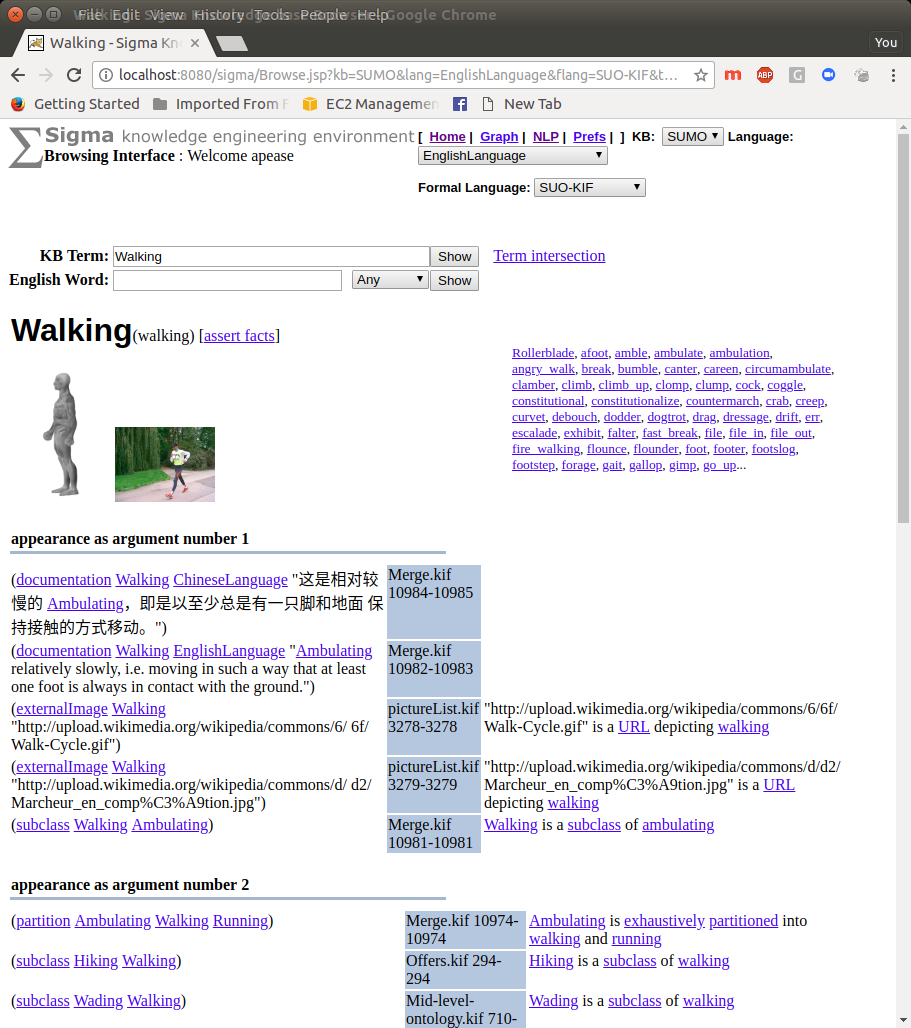 File Edit View History Tools People Help
Walking - Sigma Kn
You
localhost:8080/sigma/Browse.jsp?kb=SUMO&lang=EnglishLanguage&flang=SUO-KIF&t...
Getting Started Imported From F EC2 Managemen New Tab
Sigma knowledge engineering environment [ Home | Graph | NLP | Prefs | ] KB: SUMO Language:
Browsing Interface : Welcome apease EnglishLanguage
Formal Language: SUO-KIF
KB Term: Walking Show Term intersection
English Word: Any Show
Walking(walking) [assert facts]
Rollerblade, afoot, amble, ambulate, ambulation,
angry_walk, break, bumble, canter, careen, circumambulate,
clamber, climb, climb_up, clomp, clump, cock, coggle,
constitutional, constitutionalize, countermarch, crab, creep,
curvet, debouch, dodder, dogtrot, drag, dressage, drift, err,
escalade, exhibit, falter, fast_break, file, file_in, file_out,
fire_walking, flounce, flounder, foot, footer, footslog,
footstep, forage, gait, gallop, gimp, go_up...
appearance as argument number 1
(documentation Walking ChineseLanguage "这是相对较
慢的 Ambulating，即是以至少总是有一只脚和地面 保
持接触的方式移动。")
Merge.kif
10984-10985
(documentation Walking EnglishLanguage "Ambulating
relatively slowly, i.e. moving in such a way that at least
one foot is always in contact with the ground.")
Merge.kif
10982-10983
(externalImage Walking
"http://upload.wikimedia.org/wikipedia/commons/6/ 6f/
Walk-Cycle.gif")
pictureList.kif
3278-3278
"http://upload.wikimedia.org/wikipedia/commons/6/6f/
Walk-Cycle.gif" is a URL depicting walking
(externalImage Walking
"http://upload.wikimedia.org/wikipedia/commons/d/ d2/
Marcheur_en_comp%C3%A9tion.jpg")
pictureList.kif
3279-3279
"http://upload.wikimedia.org/wikipedia/commons/d/d2/
Marcheur_en_comp%C3%A9tion.jpg" is a URL
depicting walking
(subclass Walking Ambulating)
Merge.kif
10981-10981
Walking is a subclass of ambulating
appearance as argument number 2
(partition Ambulating Walking Running)
Merge.kif 10974-
10974
Ambulating is exhaustively partitioned into
walking and running
(subclass Hiking Walking)
Offers.kif 294-
294
Hiking is a subclass of walking
(subclass Wading Walking)
Mid-level-
ontology.kif 710-
Wading is a subclass of walking